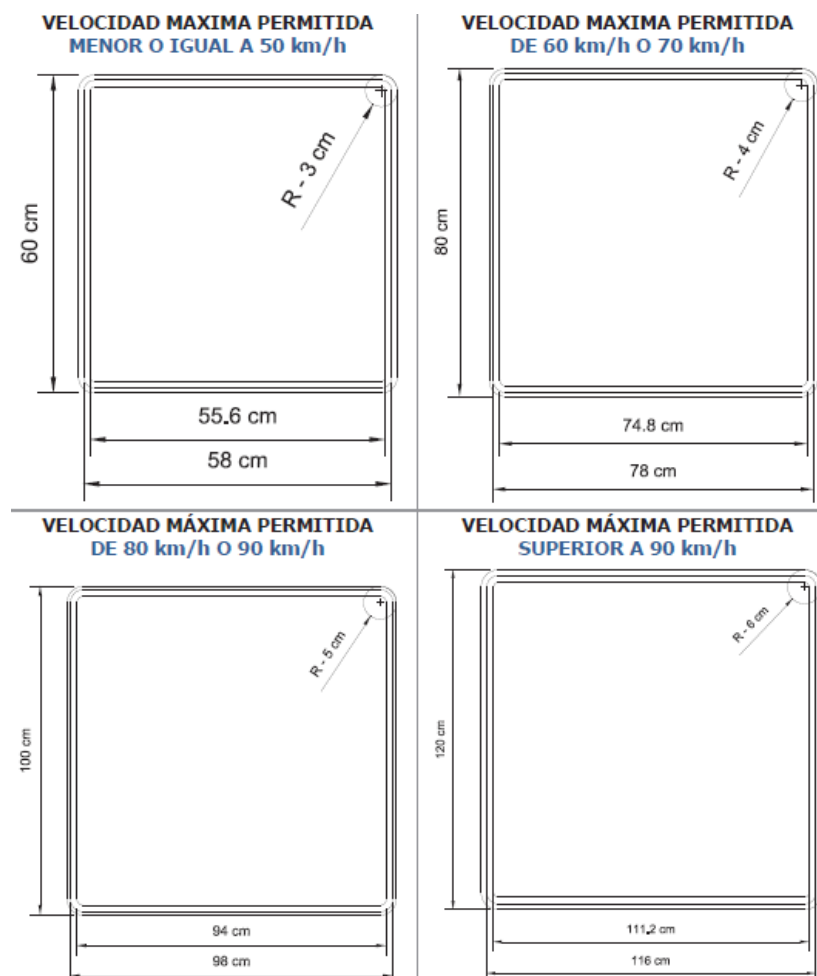 VELOCIDAD MAXIMA PERMITIDA
MENOR O IGUAL A 50 km/h
60 cm
R - 3 cm
55.6 cm
58 cm
VELOCIDAD MAXIMA PERMITIDA
DE 60 km/h O 70 km/h
80 cm
R - 4 cm
74.8 cm
78 cm
VELOCIDAD MÁXIMA PERMITIDA
DE 80 km/h O 90 km/h
100 cm
R - 5 cm
94 cm
98 cm
VELOCIDAD MÁXIMA PERMITIDA
SUPERIOR A 90 km/h
120 cm
R - 6 cm
111.2 cm
116 cm